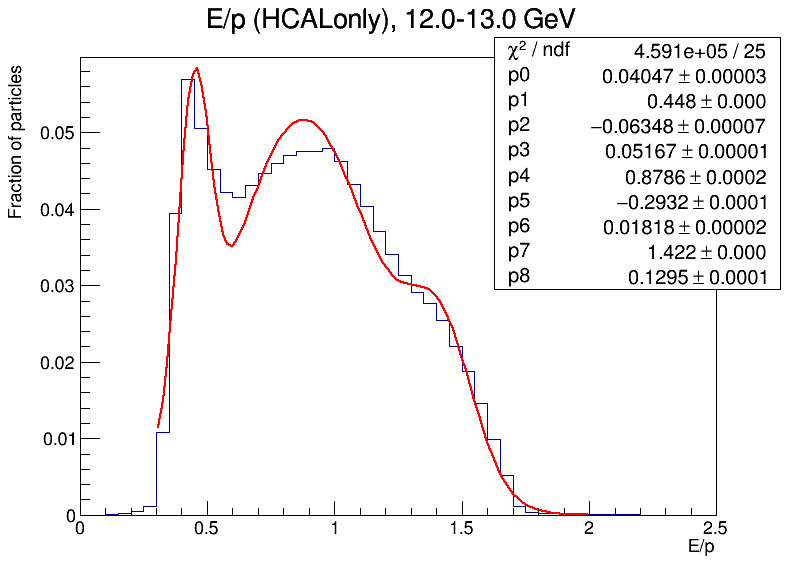 E/p (HCALonly), 12.0-13.0 GeV
χ² / ndf 4.591e+05 / 25
p0 0.04047 ± 0.00003
p1 0.448 ± 0.000
p2 −0.06348 ± 0.00007
p3 0.05167 ± 0.00001
p4 0.8786 ± 0.0002
p5 −0.2932 ± 0.0001
p6 0.01818 ± 0.00002
p7 1.422 ± 0.000
p8 0.1295 ± 0.0001
Fraction of particles
0.05
0.04
0.03
0.02
0.01
0
0 0.5 1 1.5 2 2.5
E/p